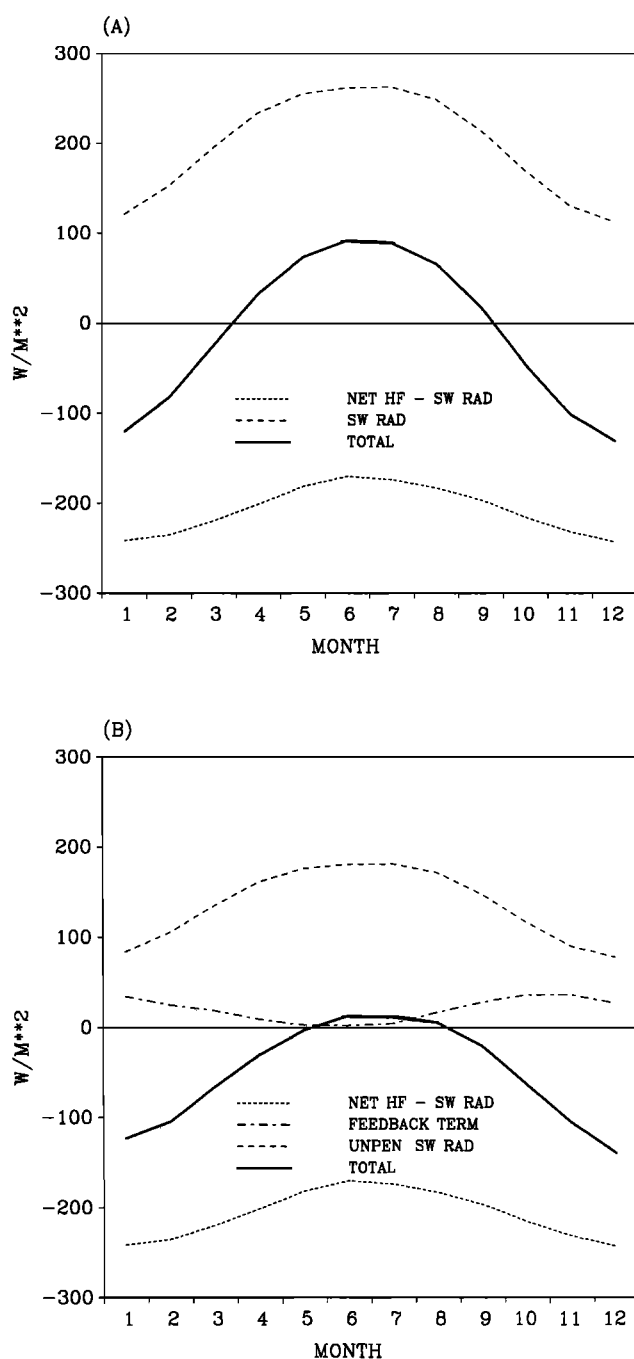 (A)
300
200
100
0
-100
-200
-300
W/M**2
NET HF - SW RAD
SW RAD
TOTAL
1 2 3 4 5 6 7 8 9 10 11 12
MONTH
(B)
300
200
100
0
-100
-200
-300
W/M**2
NET HF - SW RAD
FEEDBACK TERM
UNPEN SW RAD
TOTAL
1 2 3 4 5 6 7 8 9 10 11 12
MONTH